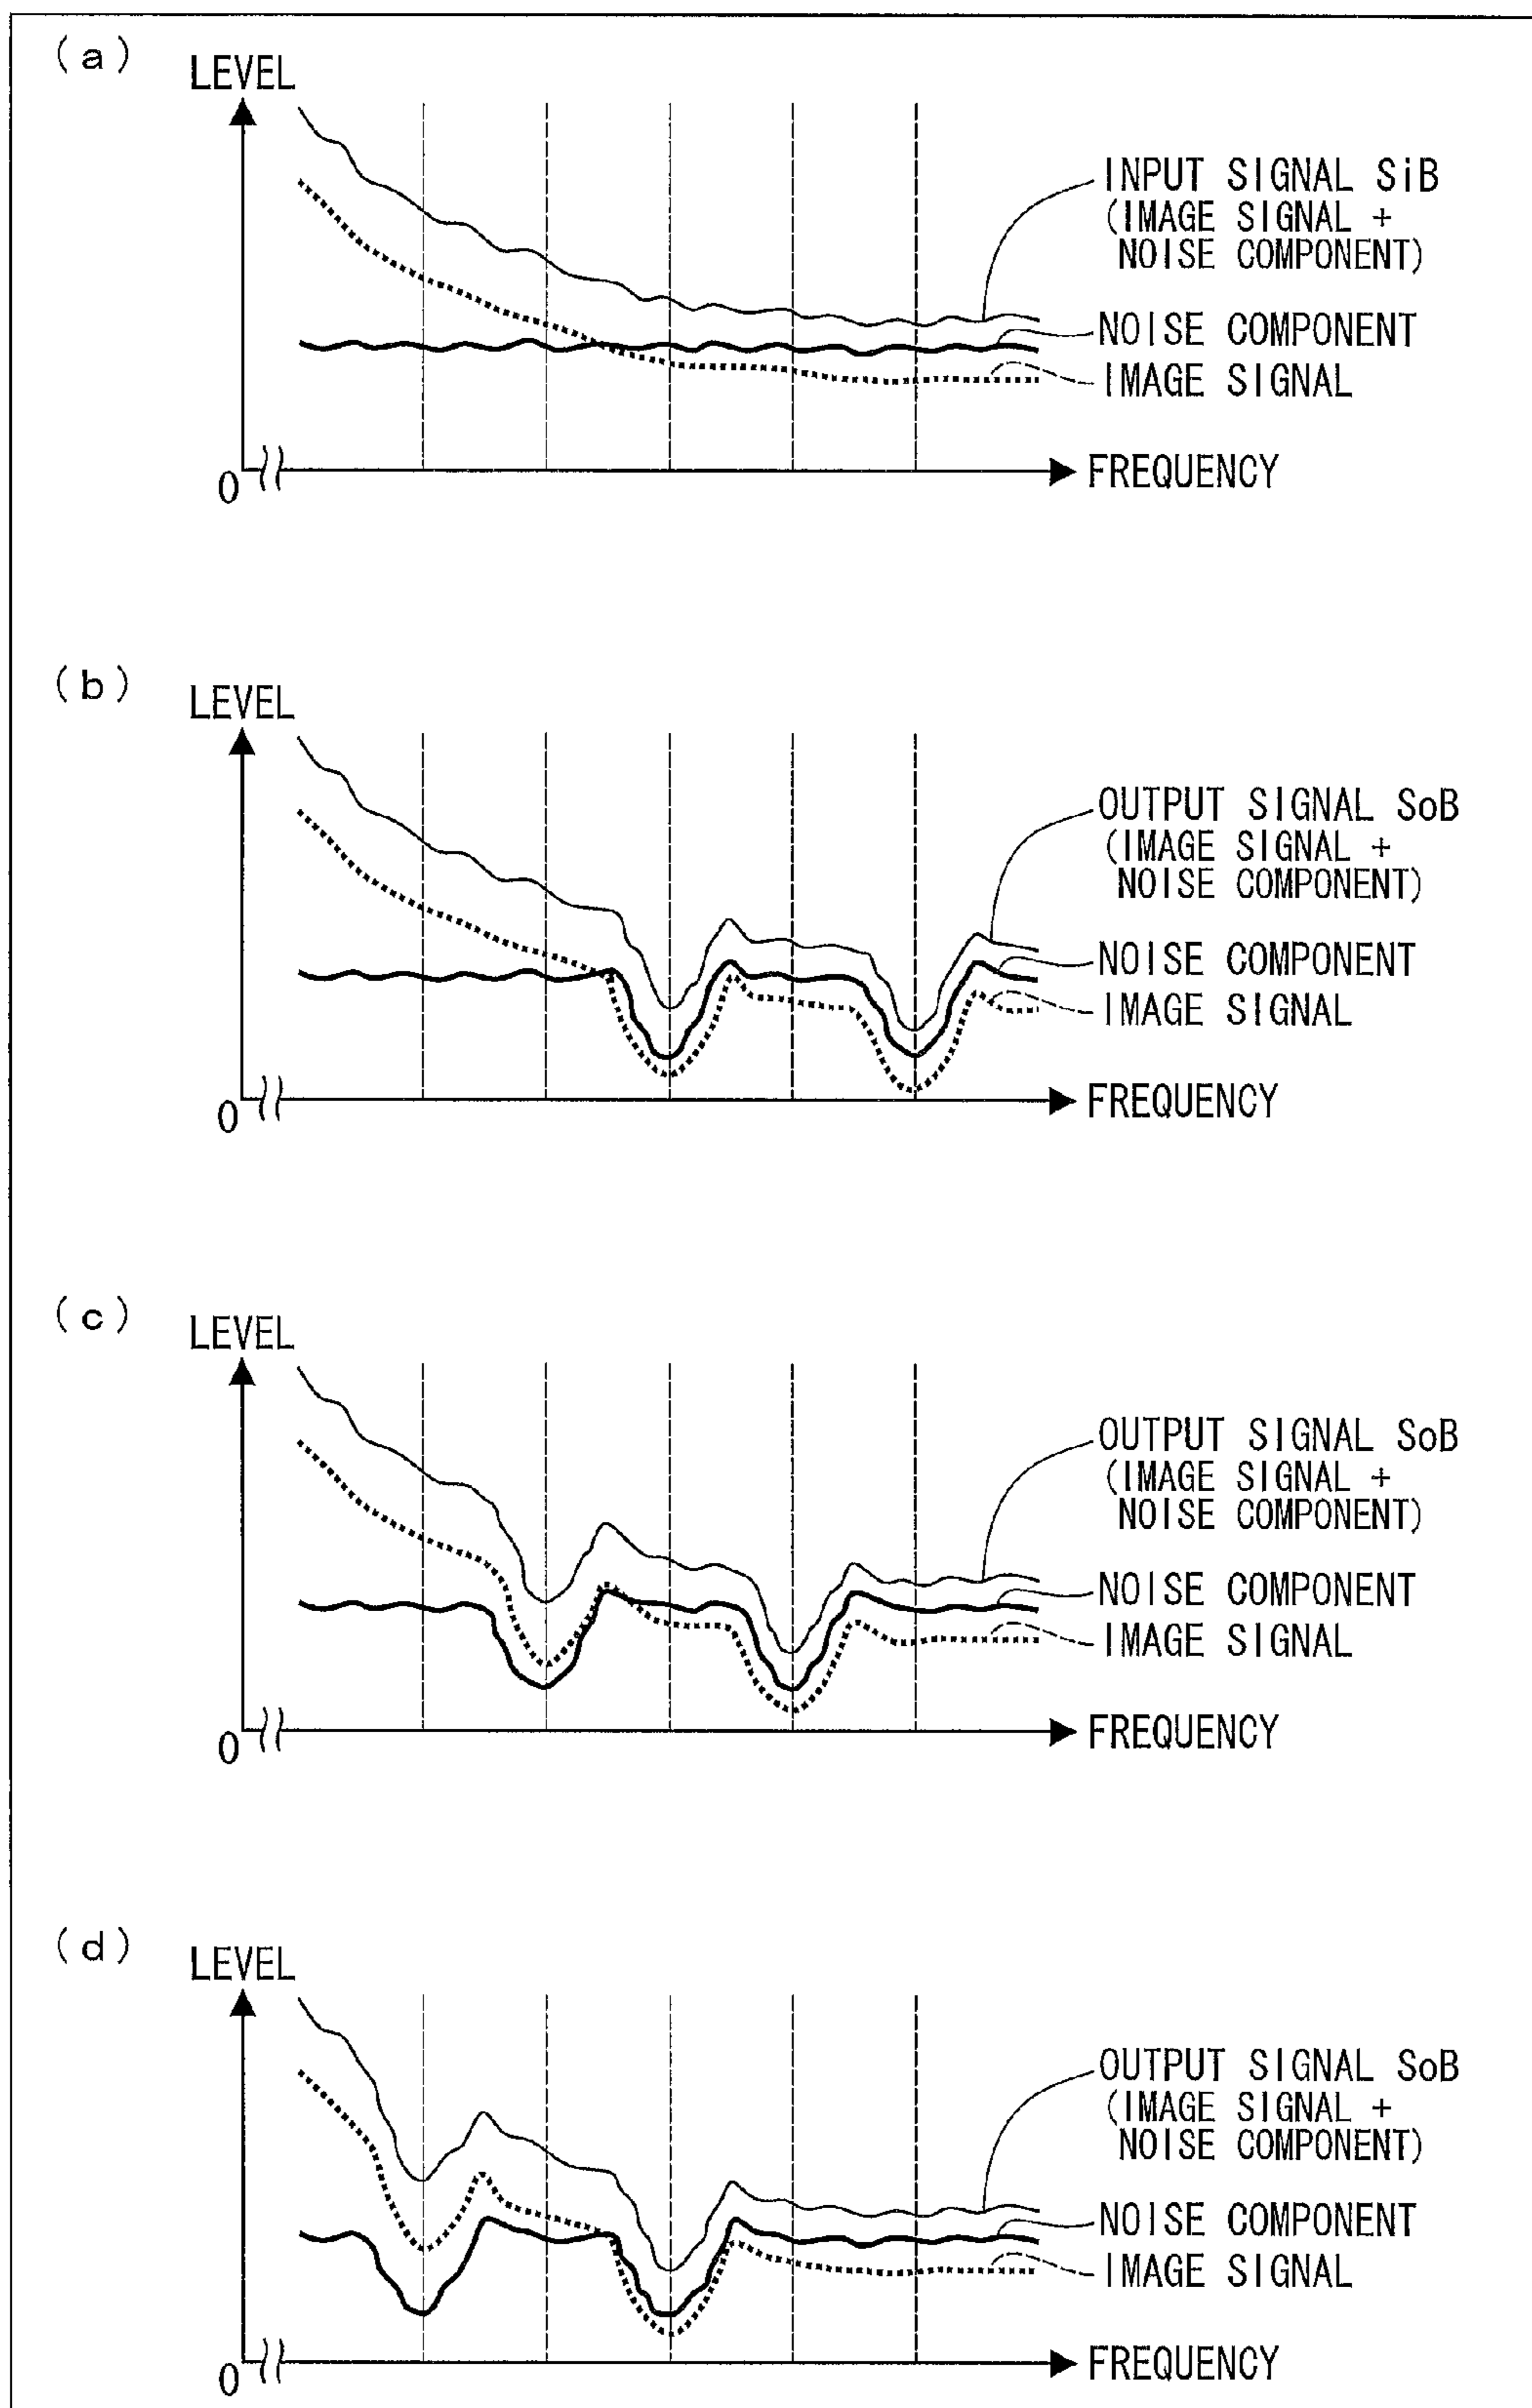 (a)
LEVEL
INPUT SIGNAL SiB
(IMAGE SIGNAL +
NOISE COMPONENT)
NOISE COMPONENT
IMAGE SIGNAL
0
FREQUENCY
(b)
LEVEL
OUTPUT SIGNAL SoB
(IMAGE SIGNAL +
NOISE COMPONENT)
NOISE COMPONENT
IMAGE SIGNAL
0
FREQUENCY
(c)
LEVEL
OUTPUT SIGNAL SoB
(IMAGE SIGNAL +
NOISE COMPONENT)
NOISE COMPONENT
IMAGE SIGNAL
0
FREQUENCY
(d)
LEVEL
OUTPUT SIGNAL SoB
(IMAGE SIGNAL +
NOISE COMPONENT)
NOISE COMPONENT
IMAGE SIGNAL
0
FREQUENCY